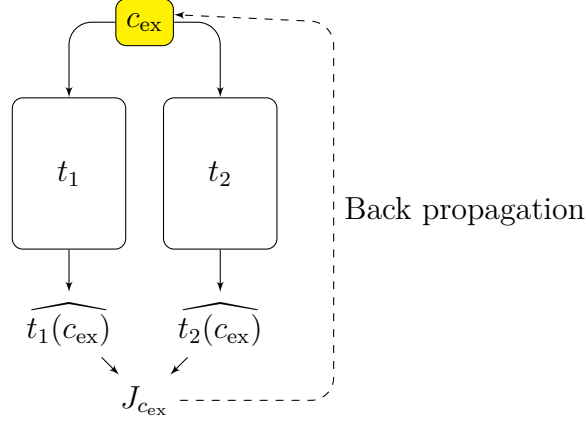 c_ex
t_1 t_2
Back propagation
\widehat{t_1(c_ex)} \widehat{t_2(c_ex)}
J_{c_ex}